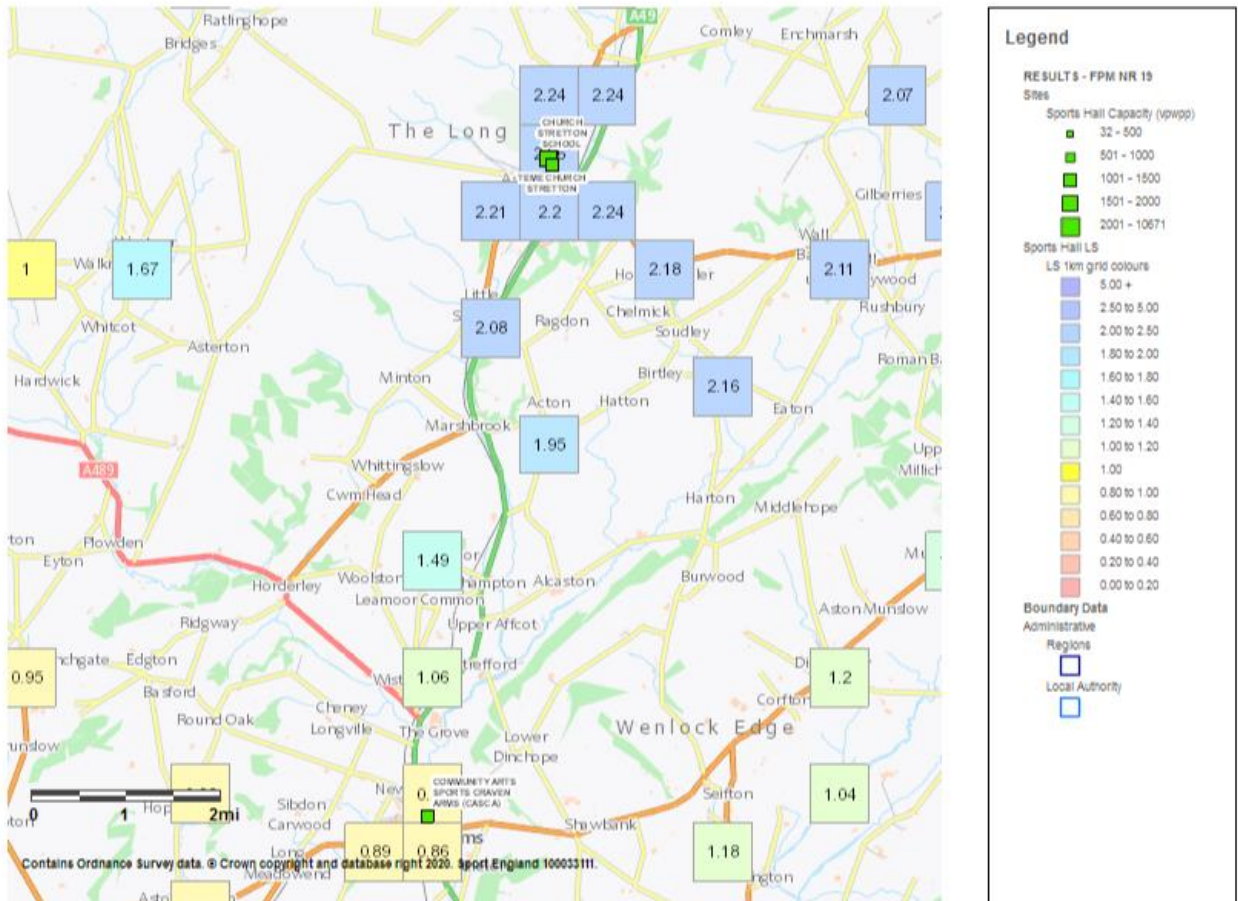 A49
Ratlinghope
Bridges
Comley
Enchmarsh
2.24
2.24
2.07
The Long
CHURCH
STRETTON
SCHOOL
TEME CHURCH
STRETTON
Gilberries
2.21
2.2
2.24
Wall
1
1.67
2.18
2.11
Whitcot
Little
Chelmick
Rushbury
2.08
Ragdon
Soudley
Asterton
Roman
Hardwick
Minton
Birtley
2.16
Acton
Hatton
Eaton
Marshbrook
1.95
A489
Whittingslow
Upp
Cwm Head
Harton
Middlehope
Plowden
Eyton
1.49
Horderley
Woolston
Alcaston
Burwood
Leamoor Common
Aston Munslow
Ridgway
Upper Affcot
Edgton
0.95
Basford
1.06
1.2
Cheney
Longville
Round Oak
The Grove
Lower
Dinchope
Wenlock Edge
COMMUNITY ARTS
SPORTS CRAVEN
ARMS (CASCA)
Seifton
1.04
0 1 2mi
Sibdon
Carwood
Shawbank
0.89
0.86
1.18
Long
Meadowend
Contains Ordnance Survey data. © Crown copyright and database right 2020. Sport England 100033111.
Legend
RESULTS - FPM NR 19
Sites
Sports Hall Capacity (vpwpp)
32 - 500
501 - 1000
1001 - 1500
1501 - 2000
2001 - 10671
Sports Hall LS
LS 1km grid colours
5.00 +
2.50 to 5.00
2.00 to 2.50
1.80 to 2.00
1.60 to 1.80
1.40 to 1.60
1.20 to 1.40
1.00 to 1.20
1.00
0.80 to 1.00
0.60 to 0.80
0.40 to 0.60
0.20 to 0.40
0.00 to 0.20
Boundary Data
Administrative
Regions
Local Authority